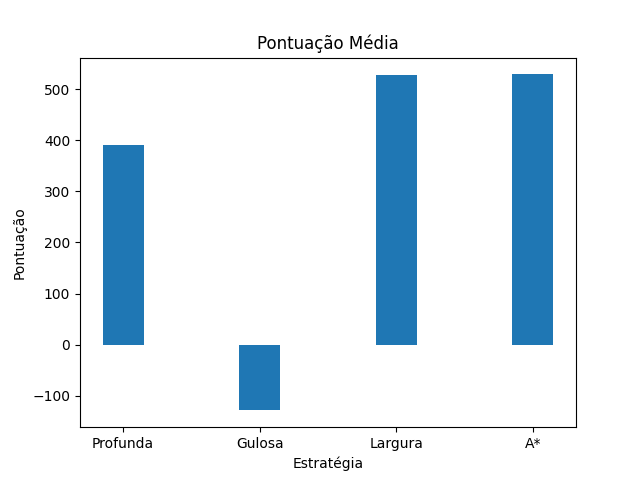 Pontuação Média
500
400
300
200
100
0
−100
Pontuação
Profunda
Gulosa
Largura
A*
Estratégia